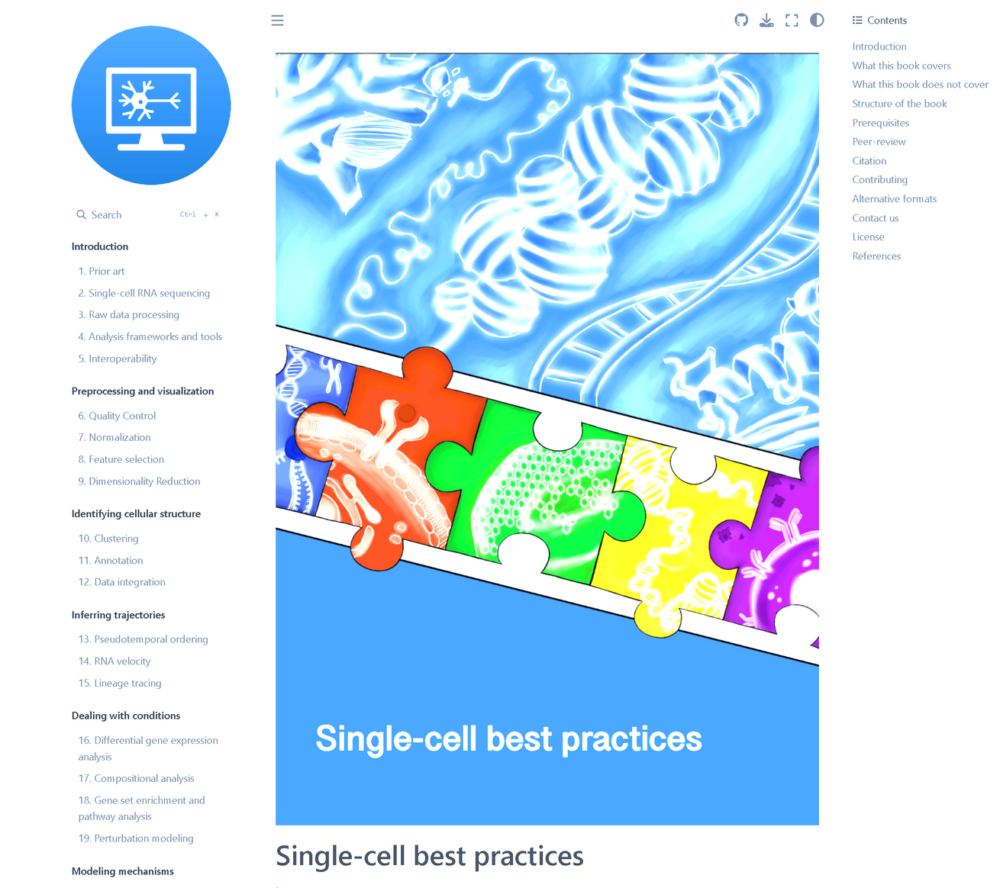 Search Ctrl + K
Introduction
1. Prior art
2. Single-cell RNA sequencing
3. Raw data processing
4. Analysis frameworks and tools
5. Interoperability
Preprocessing and visualization
6. Quality Control
7. Normalization
8. Feature selection
9. Dimensionality Reduction
Identifying cellular structure
10. Clustering
11. Annotation
12. Data integration
Inferring trajectories
13. Pseudotemporal ordering
14. RNA velocity
15. Lineage tracing
Dealing with conditions
16. Differential gene expression
analysis
17. Compositional analysis
18. Gene set enrichment and
pathway analysis
19. Perturbation modeling
Modeling mechanisms
Single-cell best practices
Single-cell best practices
Contents
Introduction
What this book covers
What this book does not cover
Structure of the book
Prerequisites
Peer-review
Citation
Contributing
Alternative formats
Contact us
License
References